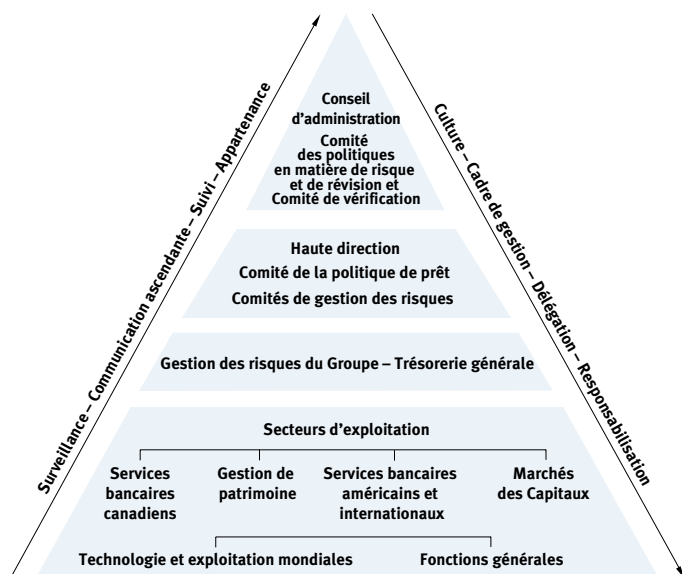 Conseil
d’administration
Comité
des politiques
en matière de risque
et de révision et
Comité de vérification
Surveillance – Communication ascendante – Suivi – Appartenance
Culture – Cadre de gestion – Délégation – Responsabilisation
Haute direction
Comité de la politique de prêt
Comités de gestion des risques
Gestion des risques du Groupe – Trésorerie générale
Secteurs d’exploitation
Services
bancaires
canadiens
Gestion de
patrimoine
Services bancaires
américains et
internationaux
Marchés
des Capitaux
Technologie et exploitation mondiales
Fonctions générales